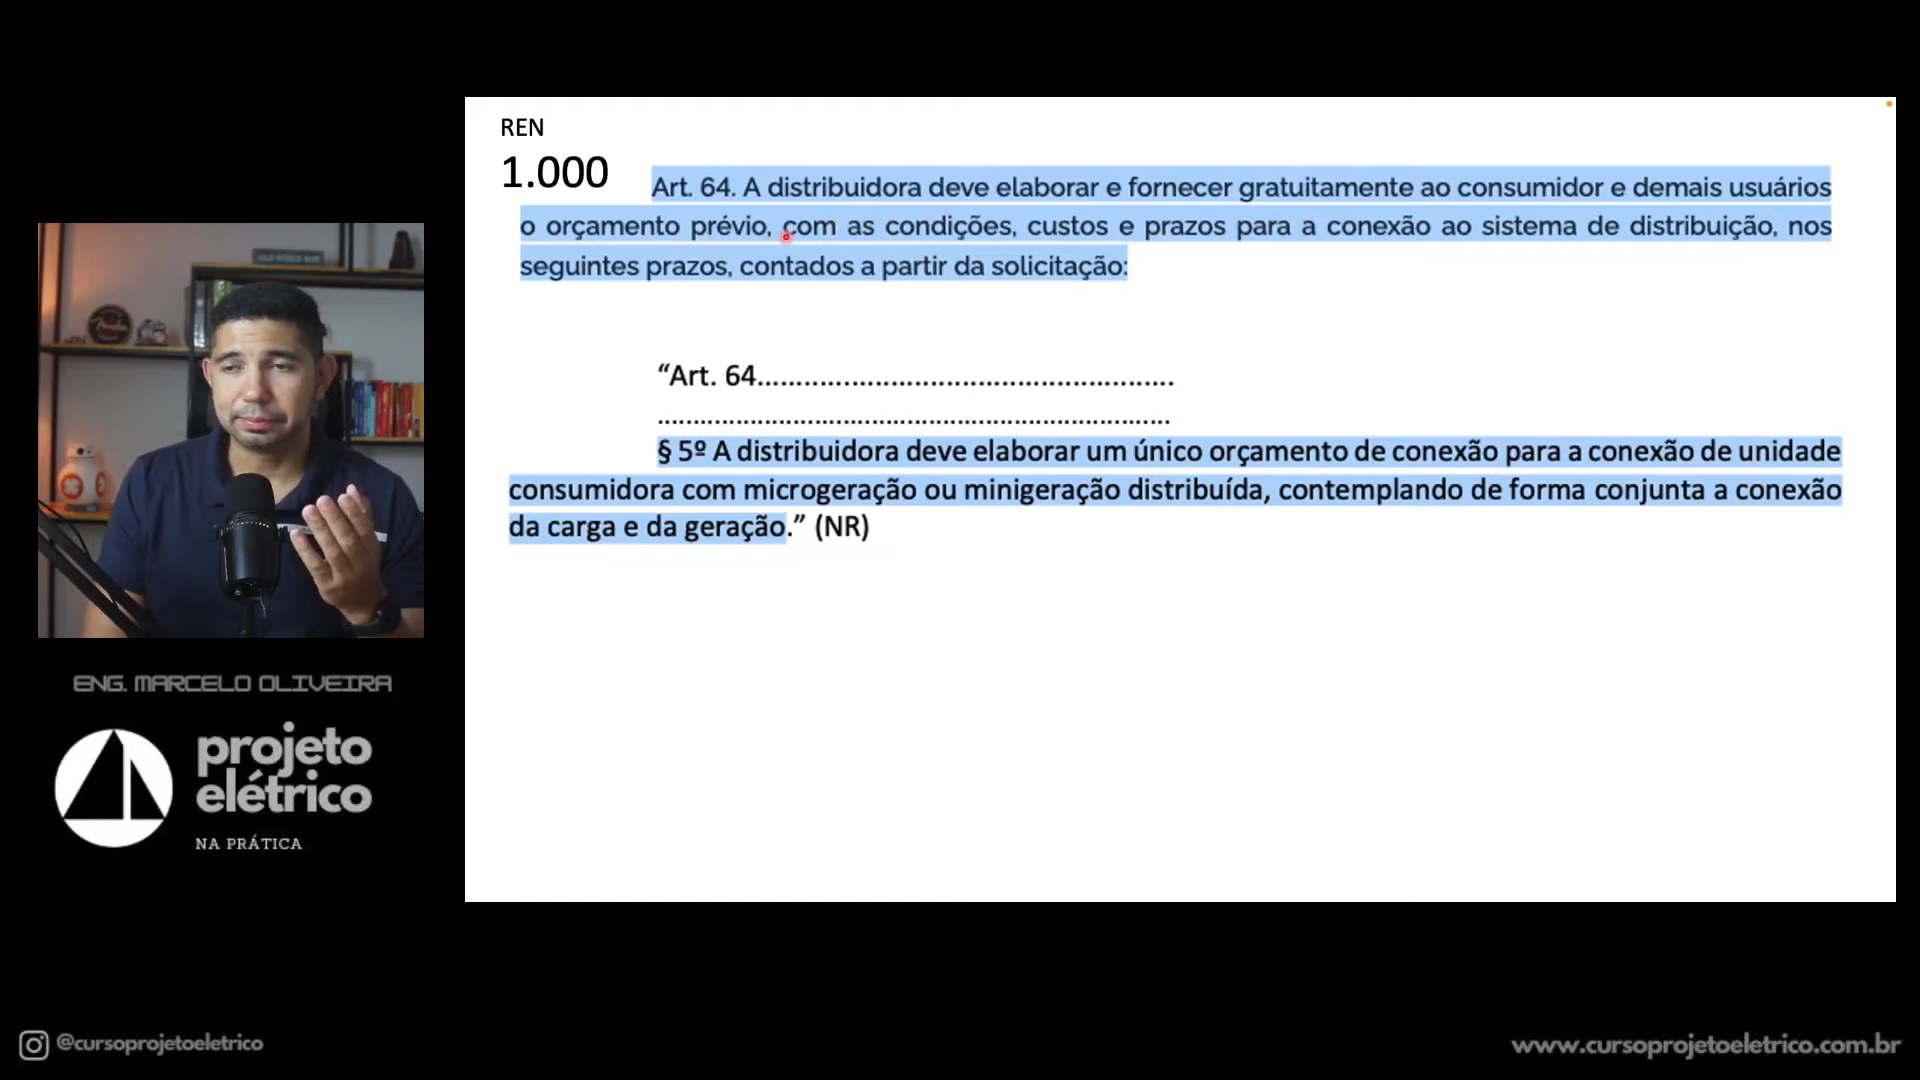 REN
1.000
Art. 64. A distribuidora deve elaborar e fornecer gratuitamente ao consumidor e demais usuários
o orçamento prévio, com as condições, custos e prazos para a conexão ao sistema de distribuição, nos
seguintes prazos, contados a partir da solicitação:
“Art. 64......................................................
..................................................................
§ 5º A distribuidora deve elaborar um único orçamento de conexão para a conexão de unidade
consumidora com microgeração ou minigeração distribuída, contemplando de forma conjunta a conexão
da carga e da geração.” (NR)
ENG. MARCELO OLIVEIRA
projeto
elétrico
NA PRÁTICA
@cursoprojetoeletrico
www.cursoprojetoeletrico.com.br